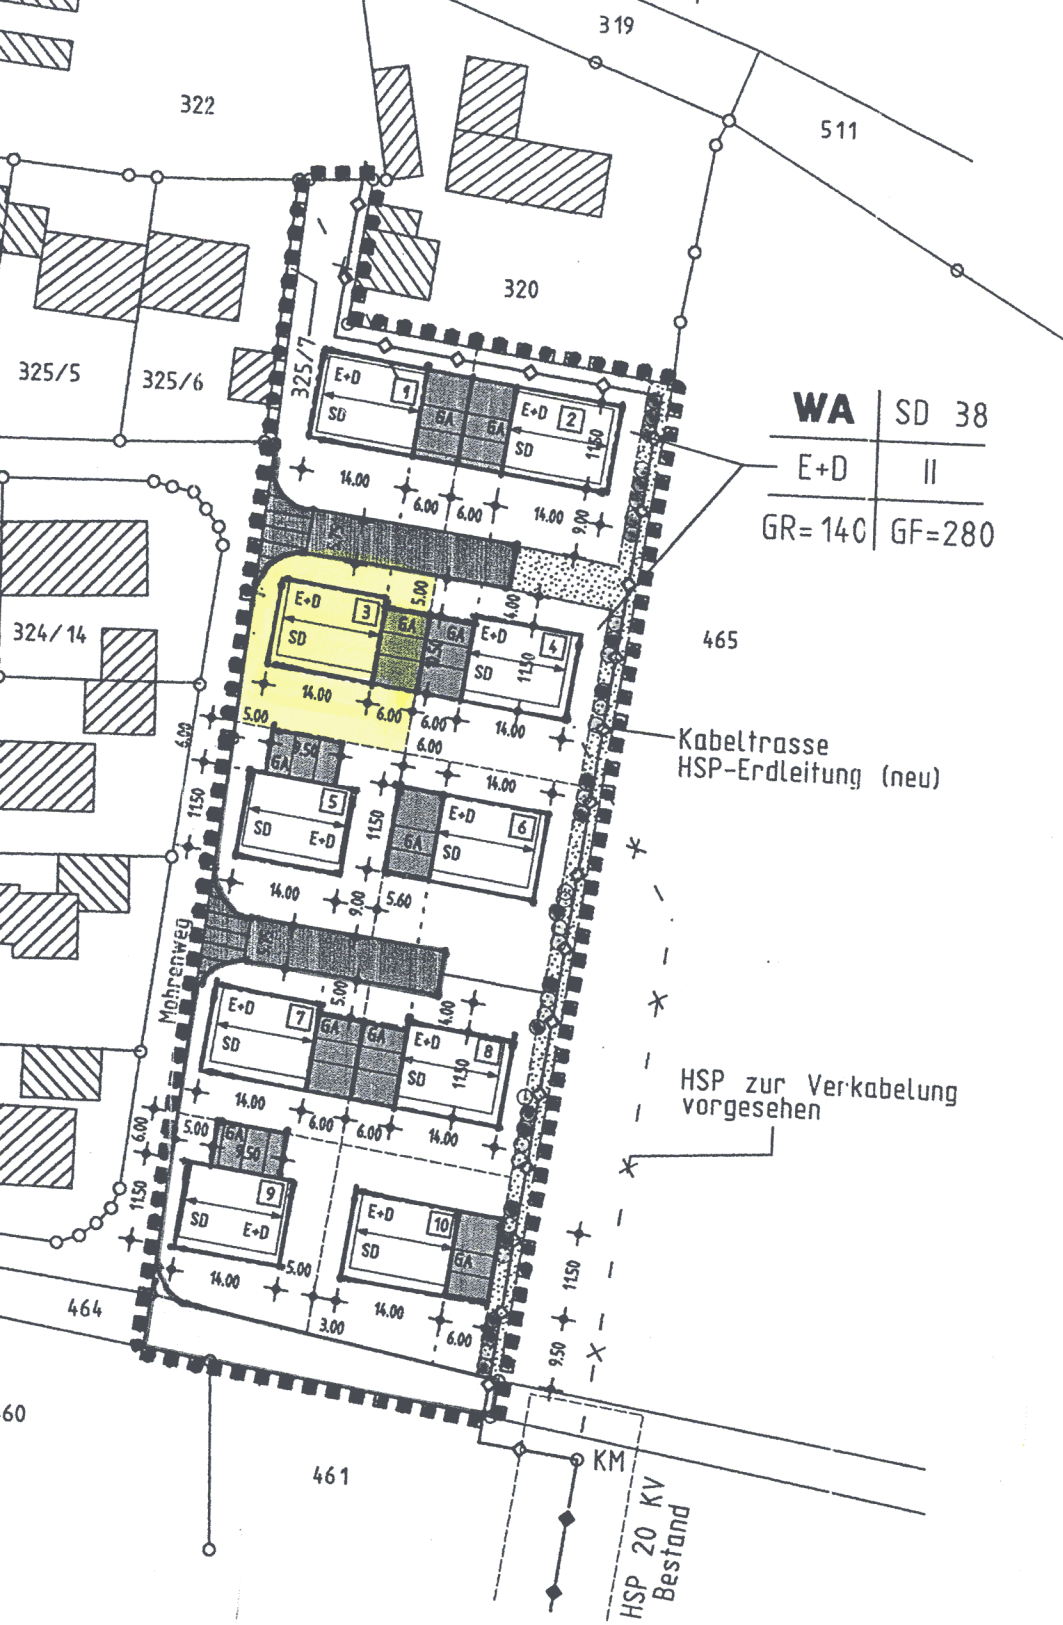 319
322
511
320
325/5
325/6
325/7
E+D
1
SD
GA
GA
E+D
2
SD
11.50
WA
SD 38
E+D
II
GR=140
GF=280
14.00
6.00
6.00
14.00
9.00
5.00
4.00
324/14
E+D
3
SD
GA
GA
9.50
E+D
4
SD
11.50
465
14.00
5.00
6.00
6.00
14.00
6.00
6.00
Kabeltrasse
HSP-Erdleitung (neu)
9.50
GA
14.00
5
SD
E+D
11.50
11.50
E+D
6
SD
GA
14.00
9.00
5.60
Mohrenweg
5.00
4.00
E+D
7
SD
GA
GA
E+D
8
SD
11.50
HSP zur Verkabelung
vorgesehen
14.00
6.00
6.00
14.00
5.00
6.00
GA
9.50
11.50
9
SD
E+D
E+D
10
SD
GA
14.00
5.00
14.00
3.00
6.00
11.50
9.50
464
460
461
KM
HSP 20 KV
Bestand